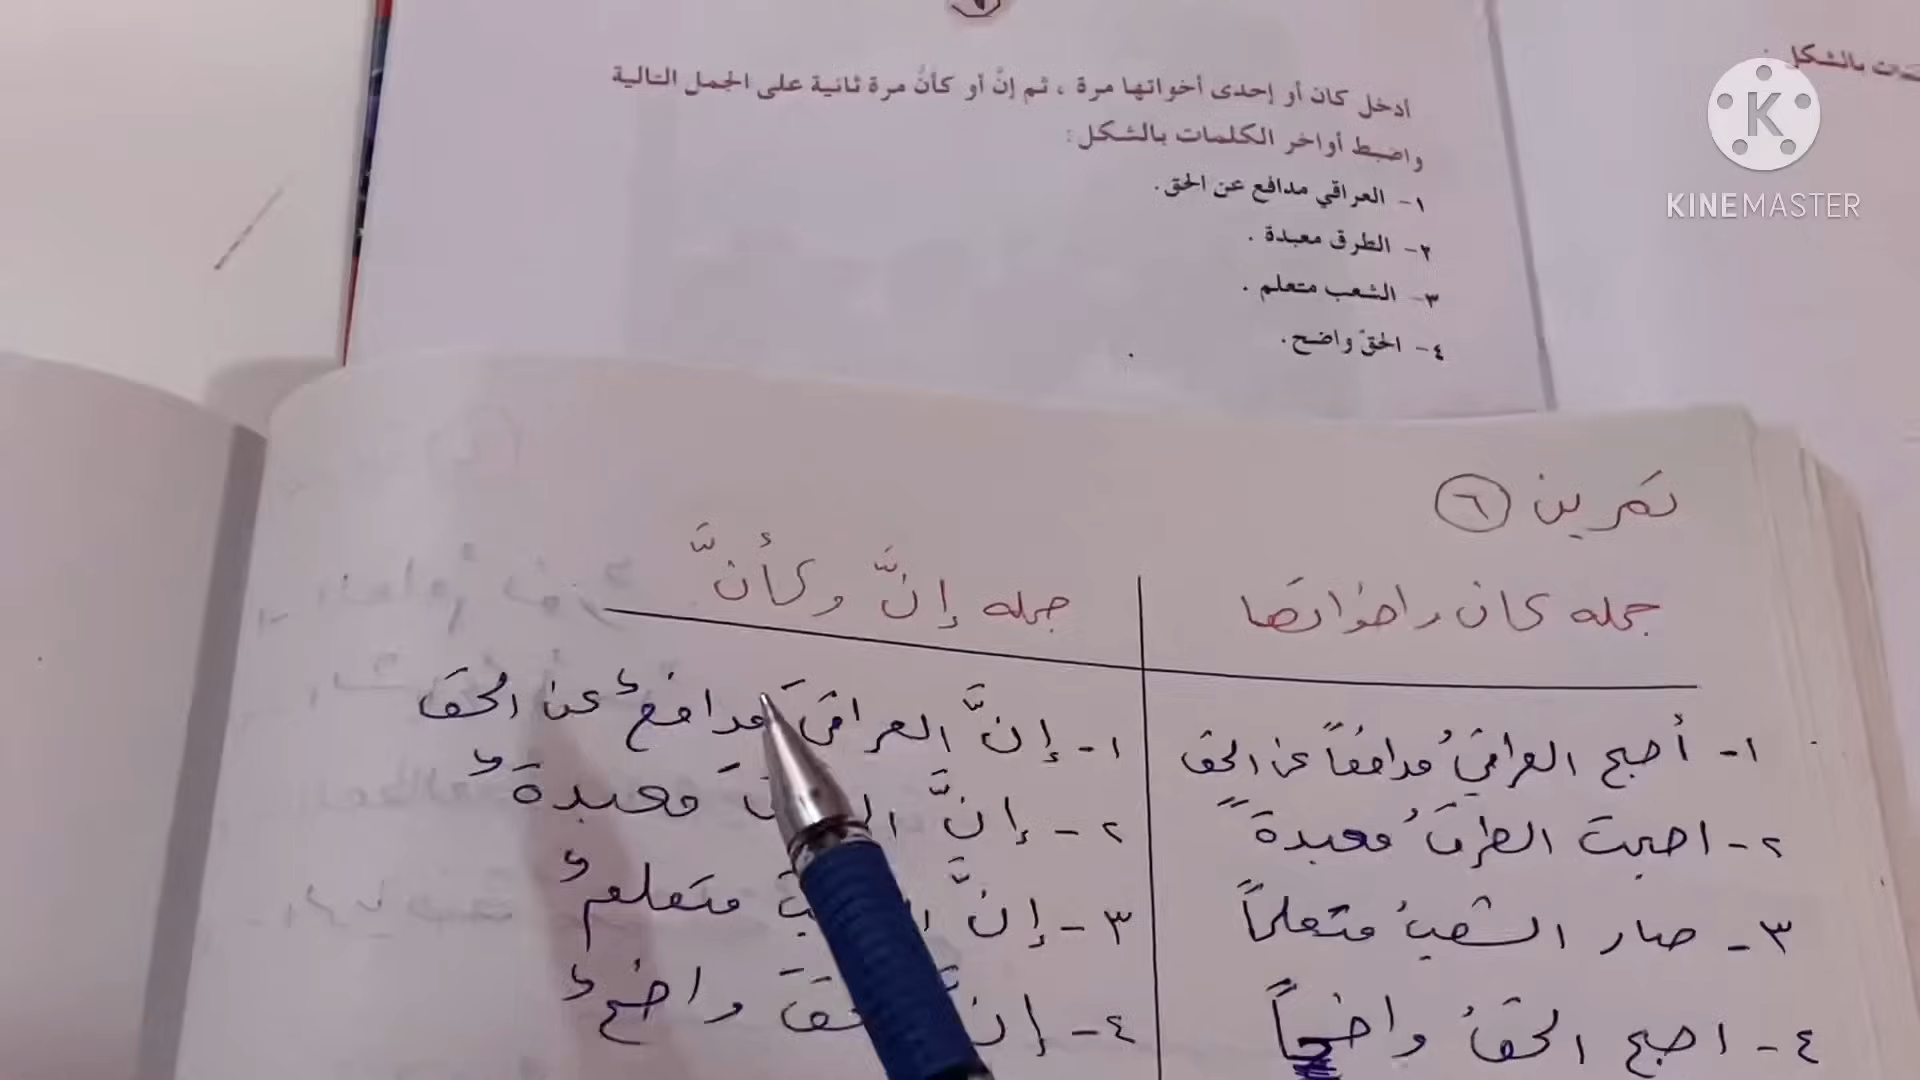 ادخل كان أو إحدى أخواتها مرة ، ثم إنَّ أو كأنَّ مرة ثانية على الجمل التالية
واضبط أواخر الكلمات بالشكل:
١- العراقي مدافع عن الحق.
٢- الطرق معبدة .
٣- الشعب متعلم .
٤- الحق واضح.
بالشكل :
KINEMASTER
تمرين ٦
جمله كان واخواتها
جمله إنَّ وكأنَّ
١- أصبح العراقيُ مدافعاً عن الحق
١- إنَّ العراقيَ مدافعٌ عن الحق
٢- اصبحت الطرقُ معبدةً
٢- إنَّ معبدةٌ
٣- صار الشعبُ متعلماً
٣- إنَّ متعلمٌ
٤- اصبح الحقُ واضحاً
٤- إنَّ واضحٌ